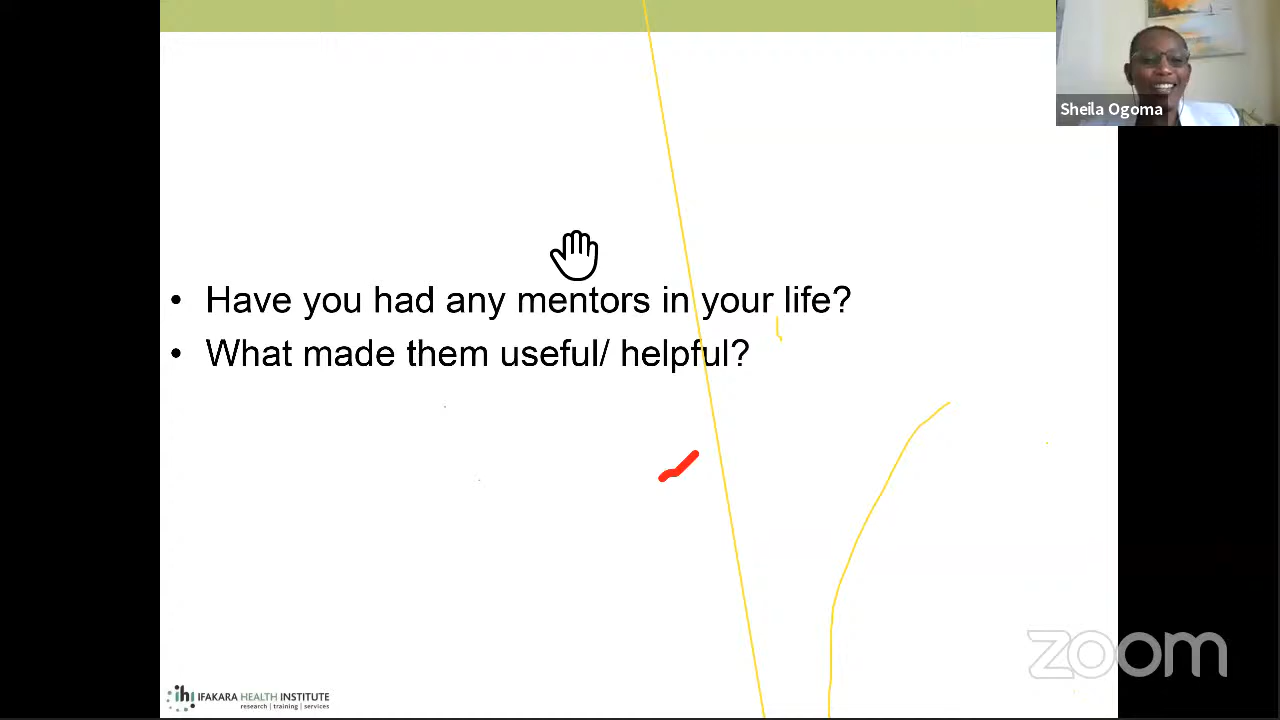 Sheila Ogoma
• Have you had any mentors in your life?
• What made them useful/ helpful?
ihi IFAKARA HEALTH INSTITUTE
research | training | services
zoom